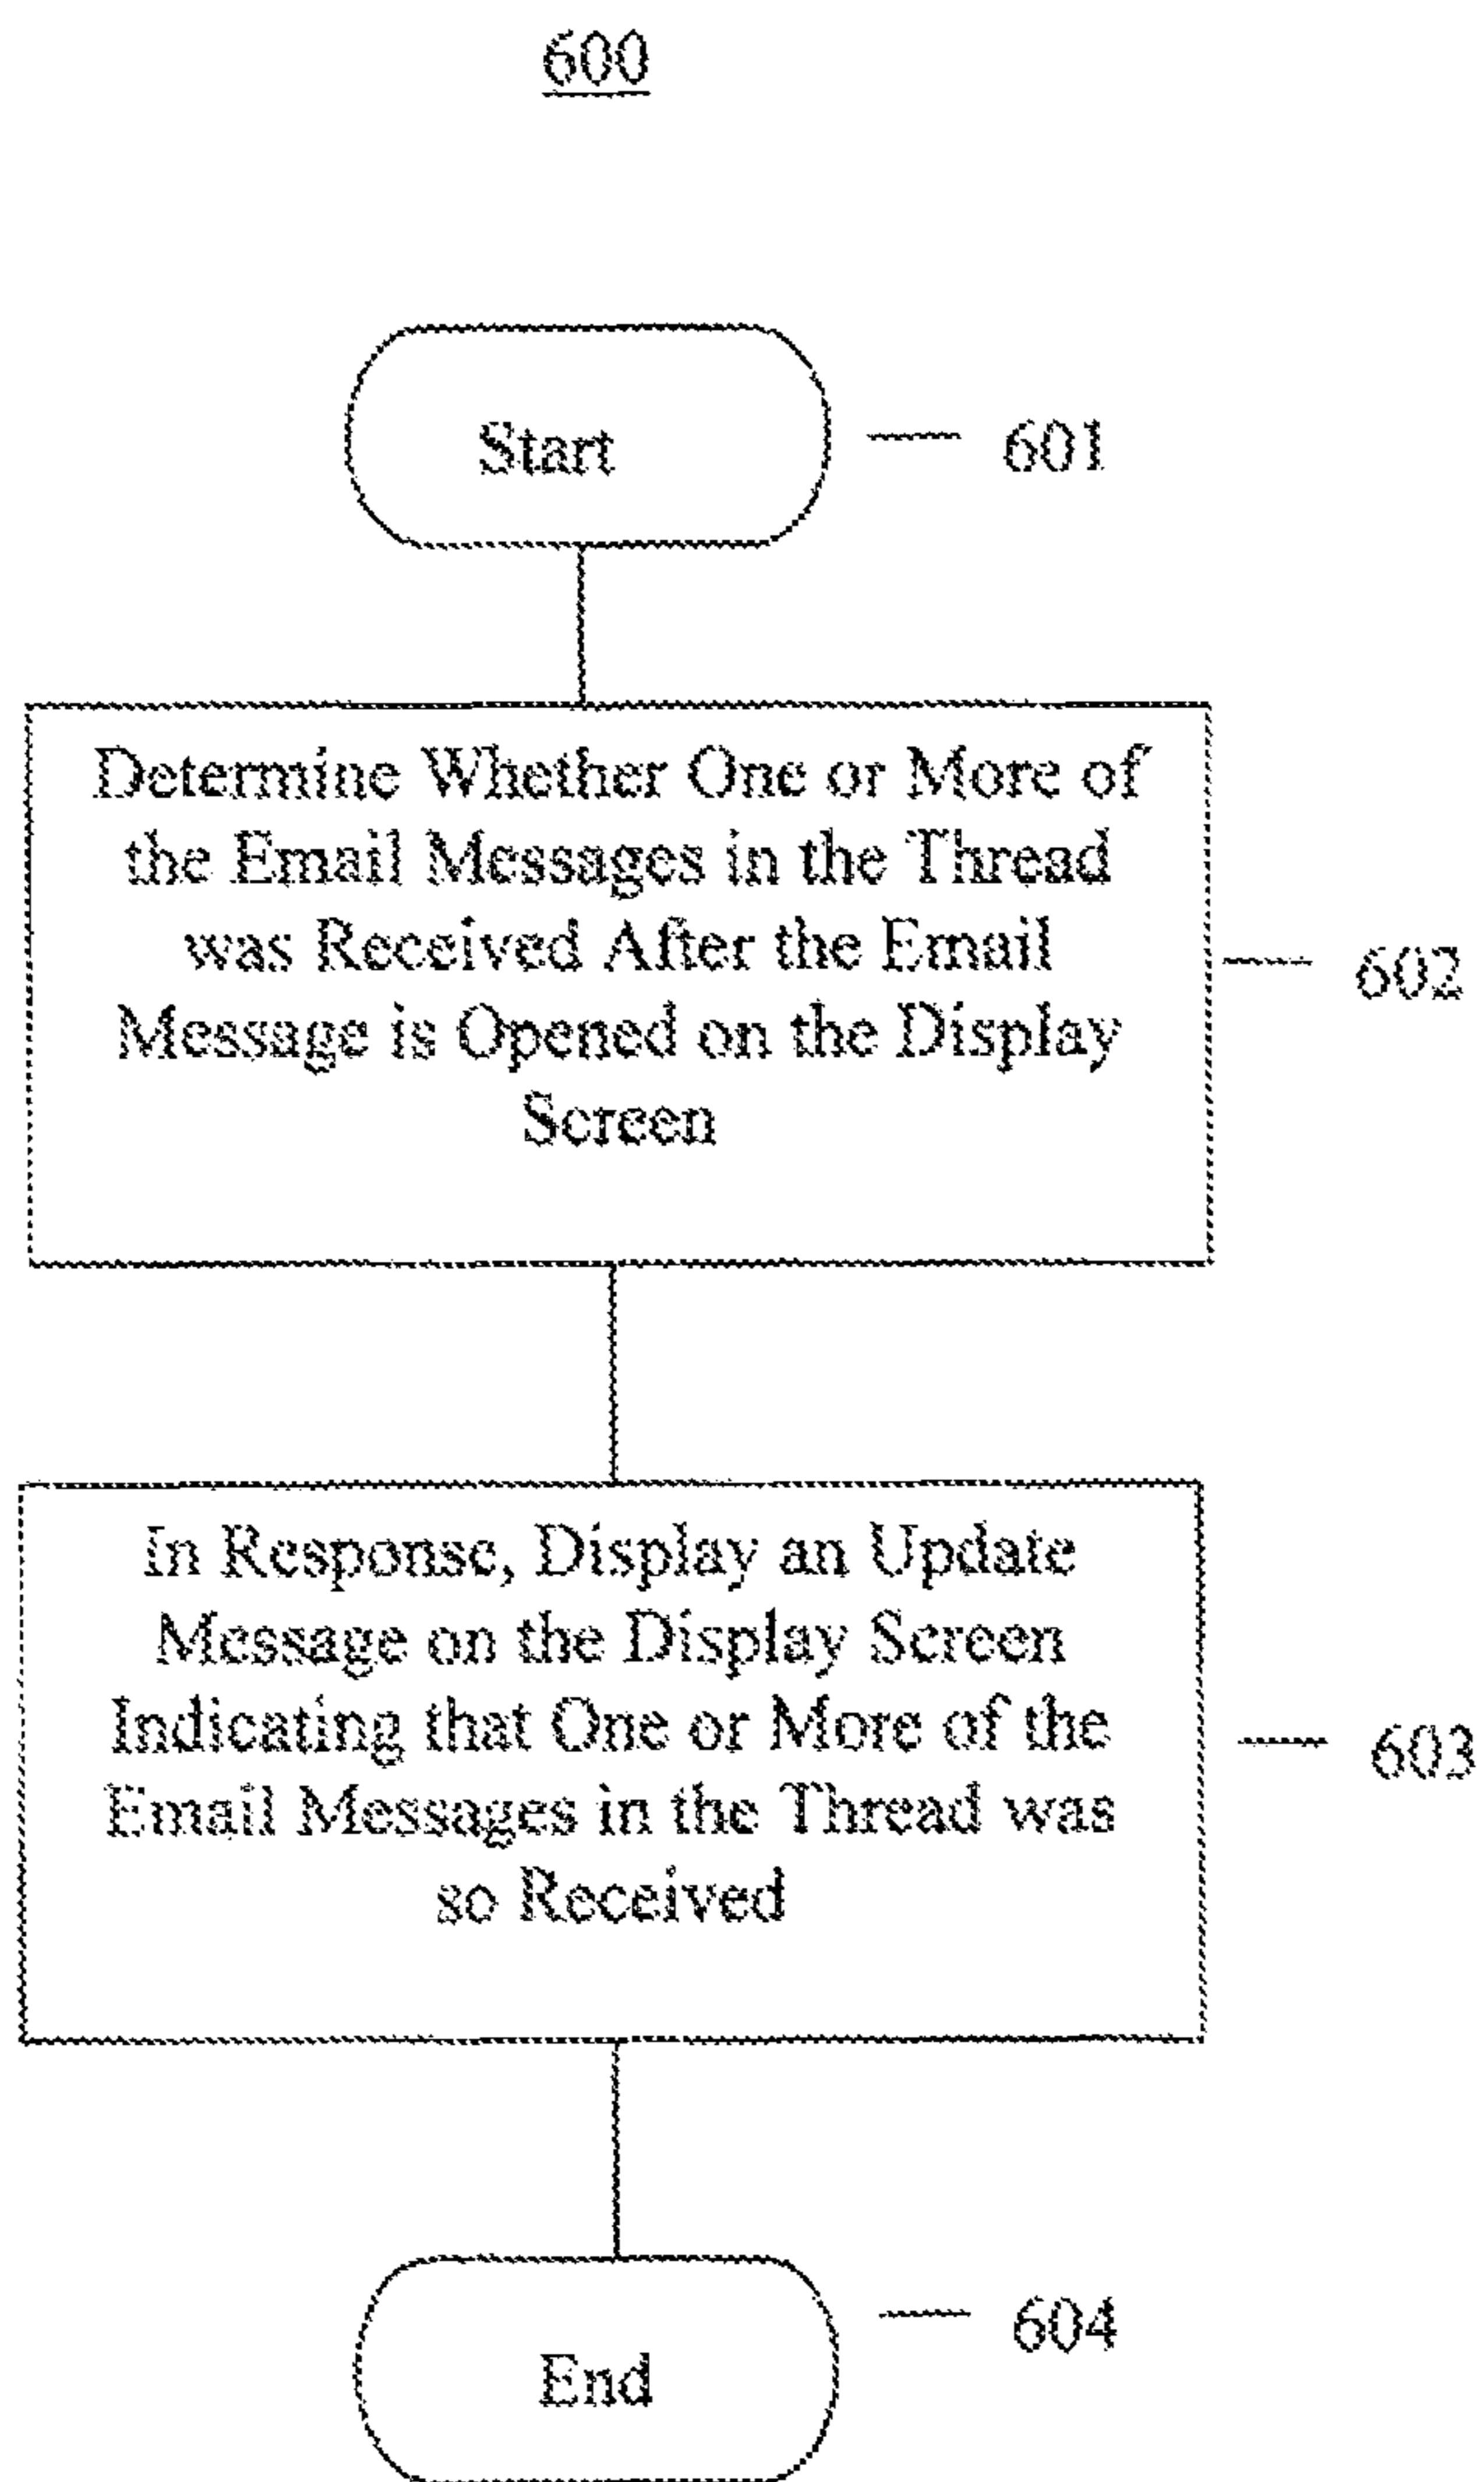 600
Start
601
Determine Whether One or More of
the Email Messages in the Thread
was Received After the Email
Message is Opened on the Display
Screen
602
In Response, Display an Update
Message on the Display Screen
Indicating that One or More of the
Email Messages in the Thread was
so Received
603
604
End